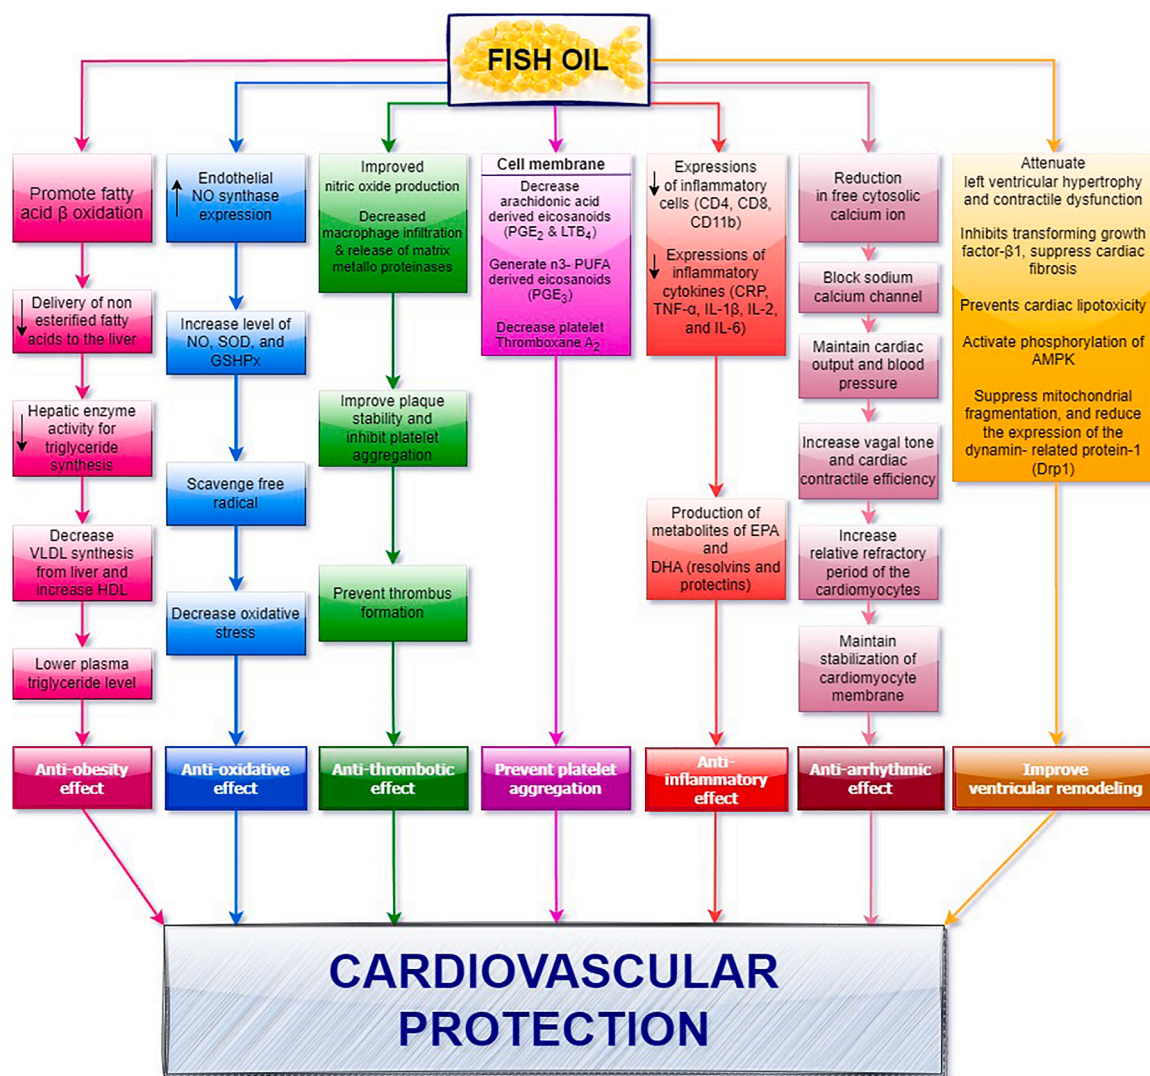 FISH OIL
Promote fatty
acid β oxidation
Delivery of non
esterified fatty
acids to the liver
Hepatic enzyme
activity for
triglyceride
synthesis
Decrease
VLDL synthesis
from liver and
increase HDL
Lower plasma
triglyceride level
Anti-obesity
effect
Endothelial
NO synthase
expression
Increase level of
NO, SOD, and
GSHPx
Scavenge free
radical
Decrease oxidative
stress
Anti-oxidative
effect
Improved
nitric oxide production
Decreased
macrophage infiltration
& release of matrix
metallo proteinases
Improve plaque
stability and
inhibit platelet
aggregation
Prevent thrombus
formation
Anti-thrombotic
effect
Cell membrane
Decrease
arachidonic acid
derived eicosanoids
(PGE2 & LTB4)
Generate n3- PUFA
derived eicosanoids
(PGE3)
Decrease platelet
Thromboxane A2
Prevent platelet
aggregation
Expressions
of inflammatory
cells (CD4, CD8,
CD11b)
Expressions of
inflammatory
cytokines (CRP,
TNF-α, IL-1β, IL-2,
and IL-6)
Production of
metabolites of EPA
and
DHA (resolvins and
protectins)
Anti-
inflammatory
effect
Reduction
in free cytosolic
calcium ion
Block sodium
calcium channel
Maintain cardiac
output and blood
pressure
Increase vagal tone
and cardiac
contractile efficiency
Increase
relative refractory
period of the
cardiomyocytes
Maintain
stabilization of
cardiomyocyte
membrane
Anti-arrhythmic
effect
Attenuate
left ventricular hypertrophy
and contractile dysfunction
Inhibits transforming growth
factor-β1, suppress cardiac
fibrosis
Prevents cardiac lipotoxicity
Activate phosphorylation of
AMPK
Suppress mitochondrial
fragmentation, and reduce
the expression of the
dynamin- related protein-1
(Drp1)
Improve
ventricular remodeling
CARDIOVASCULAR
PROTECTION